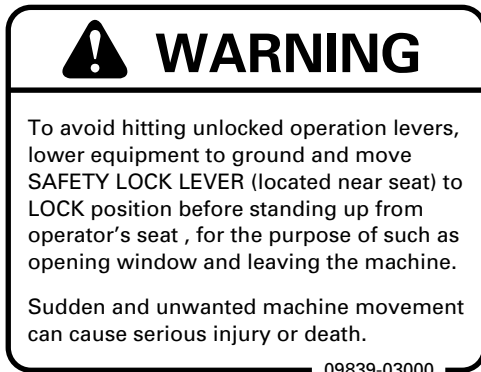 WARNING
To avoid hitting unlocked operation levers,
lower equipment to ground and move
SAFETY LOCK LEVER (located near seat) to
LOCK position before standing up from
operator's seat , for the purpose of such as
opening window and leaving the machine.
Sudden and unwanted machine movement
can cause serious injury or death.
09839-03000